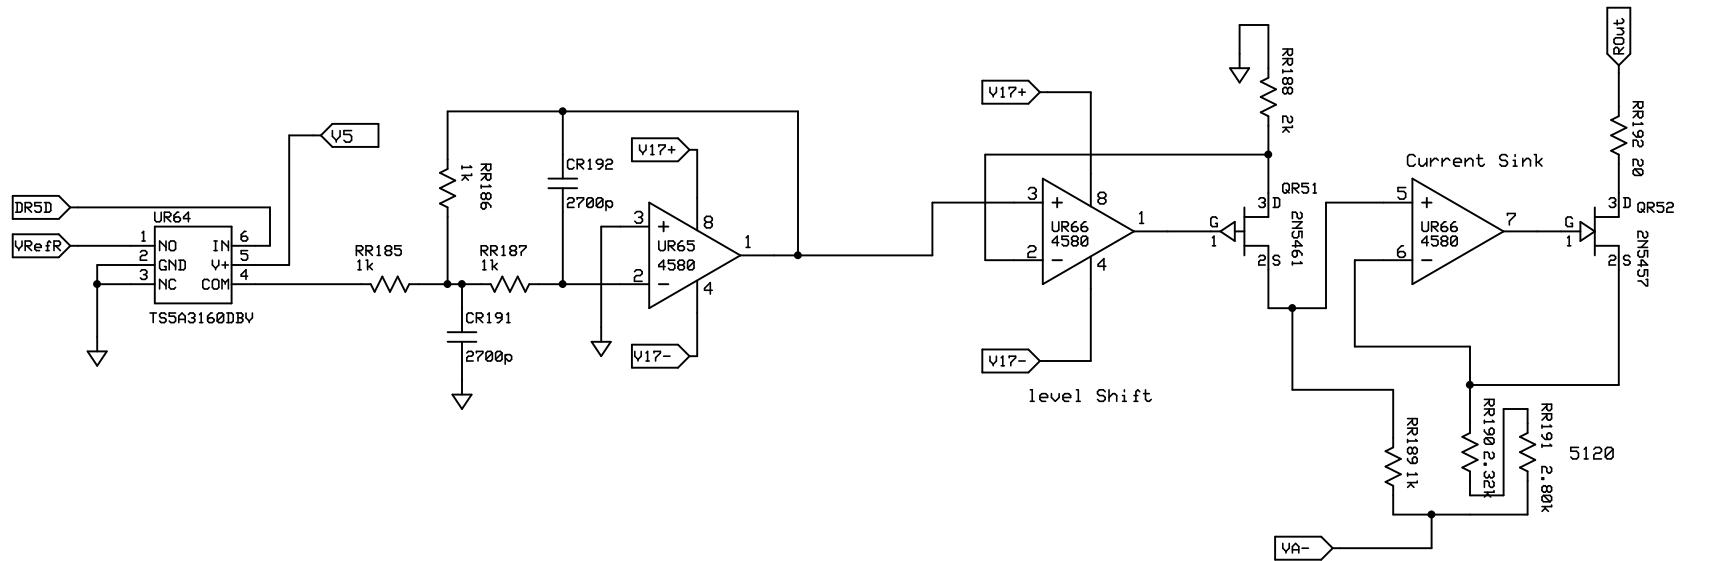 DR5D
VRefR
V5
UR64
1
NO
IN
6
2
GND
V+
5
3
NC
COM
4
TS5A3160DBV
RR185
1k
RR186
1k
RR187
1k
CR191
2700p
CR192
2700p
V17+
V17-
3
+
2
-
8
4
1
UR65
4580
V17+
V17-
3
+
2
-
8
4
1
UR66
4580
level Shift
RR188 2k
QR51
3 D
G
1
2 S
2N5461
Current Sink
5
+
6
-
7
UR66
4580
ROnt
RR192 20
3 D
QR52
G
1
2 S
2N5457
RR189 1k
RR190 2.32k
RR191 2.80k
5120
VA-